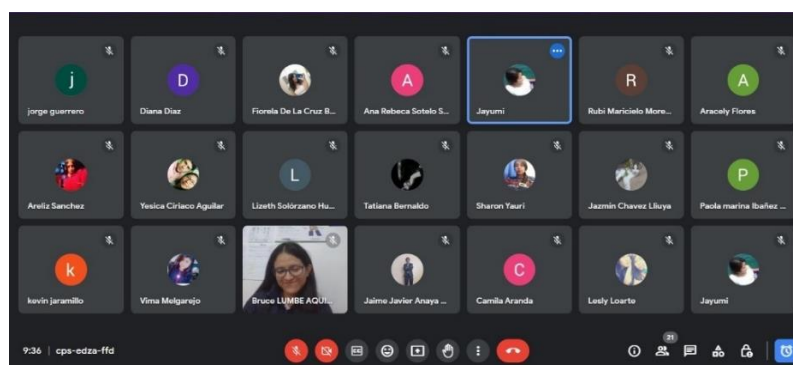 j
jorge guerrero
D
Diana Diaz
Fiorela De La Cruz B...
A
Ana Rebeca Sotelo S...
Jayumi
R
Rubi Maricielo More...
A
Aracely Flores
Areliz Sanchez
Yesica Ciriaco Aguilar
L
Lizeth Solórzano Hu...
Tatiana Bernaldo
Sharon Yauri
Jazmin Chavez Lliuya
P
Paola marina Ibañez ...
k
kevin jaramillo
Vima Melgarejo
Bruce LUMBE AQUI...
Jaime Javier Anaya ...
C
Camila Aranda
Lesly Loarte
Jayumi
9:36 | cps-edza-ffd
21